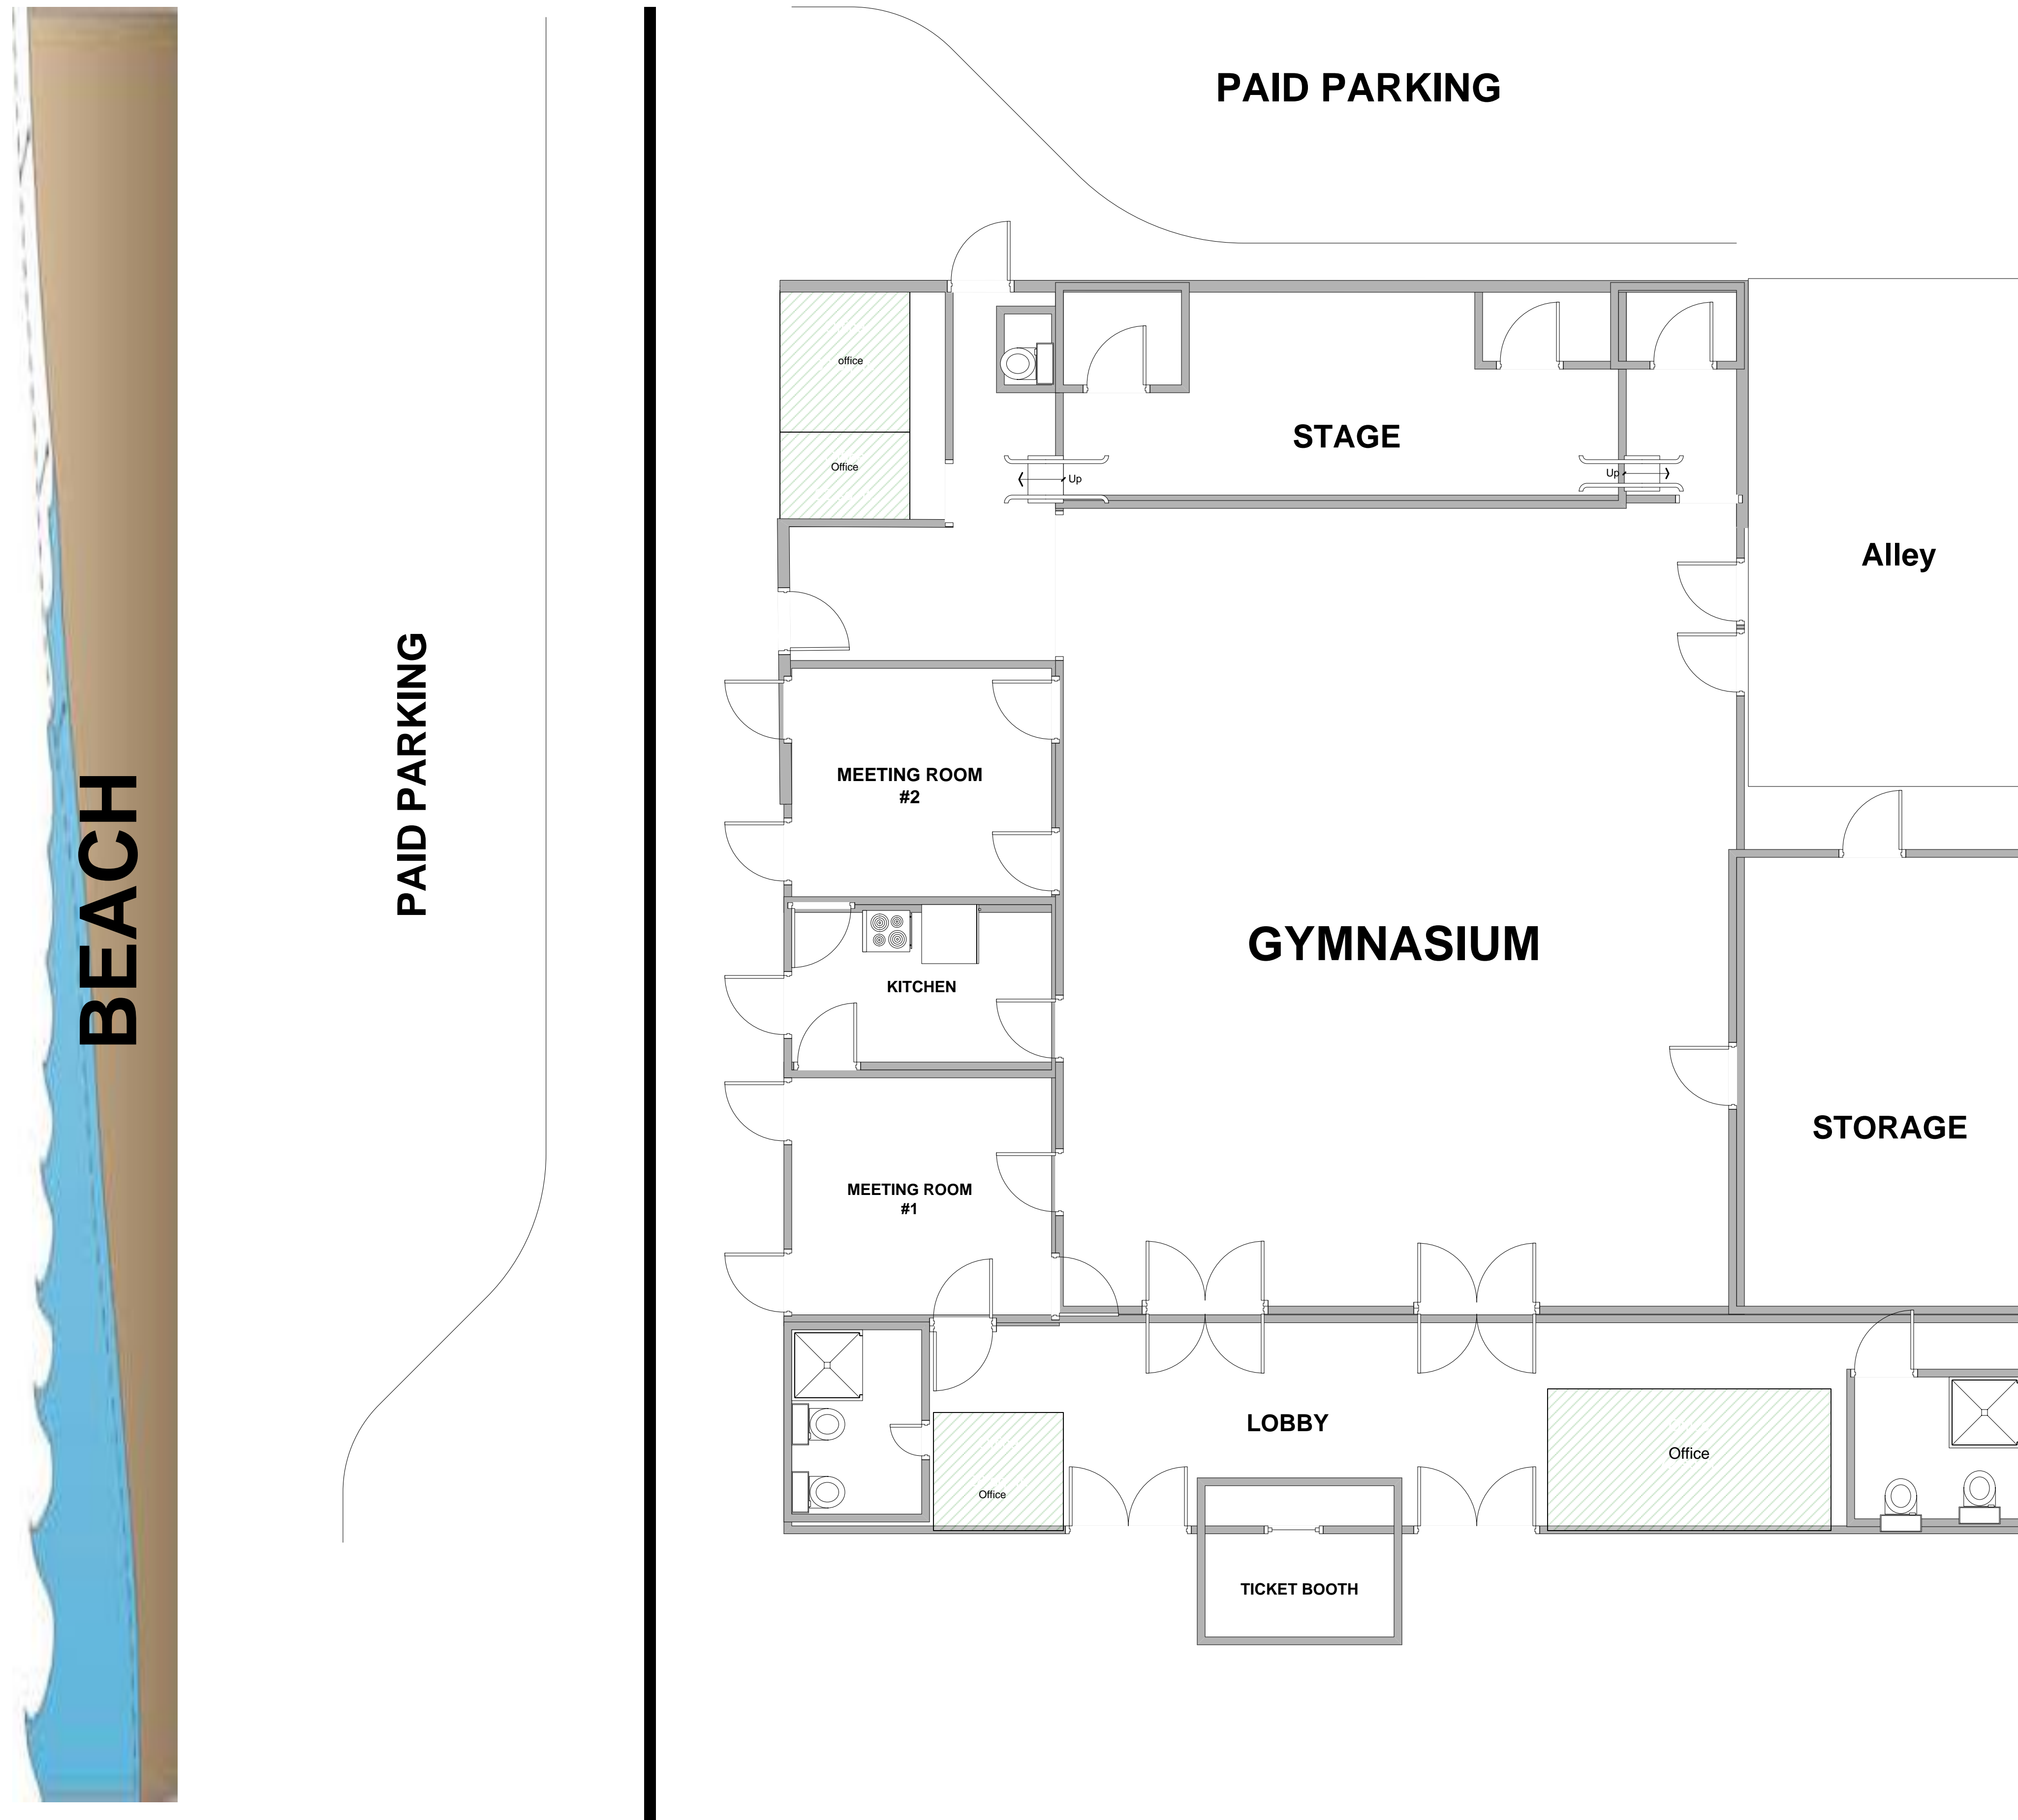 PAID PARKING
office
STAGE
Office
Up
Up
Alley
PAID PARKING
MEETING ROOM
#2
BEACH
GYMNASIUM
KITCHEN
STORAGE
MEETING ROOM
#1
LOBBY
Office
Office
TICKET BOOTH